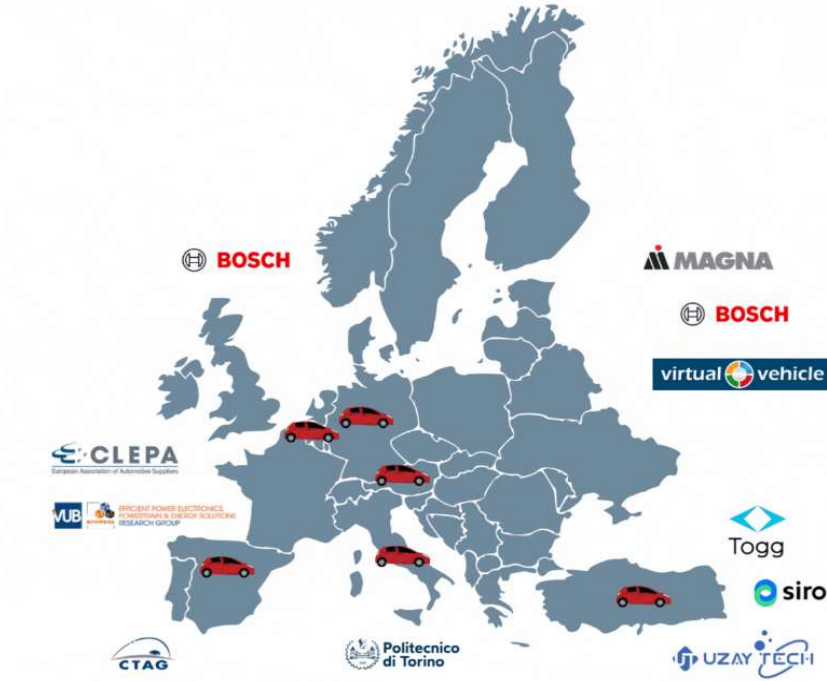 BOSCH
MAGNA
BOSCH
virtual vehicle
CLEPA
European Association of Automotive Suppliers
VUB
EFFICIENT POWER ELECTRONICS,
POWERTRAIN & ENERGY SOLUTIONS
RESEARCH GROUP
Togg
siro
CTAG
Politecnico
di Torino
UZAY TECH